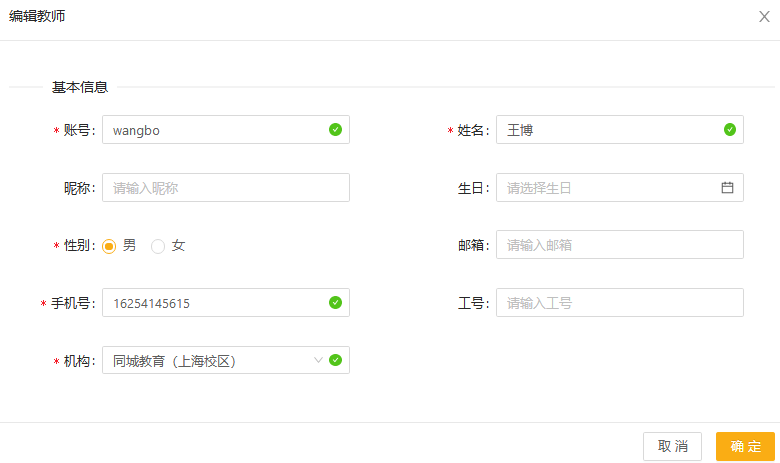 编辑教师
基本信息
* 账号: wangbo
* 姓名: 王博
昵称: 请输入昵称
生日: 请选择生日
* 性别: 男 女
邮箱: 请输入邮箱
* 手机号: 16254145615
工号: 请输入工号
* 机构: 同城教育（上海校区）
取 消 确 定